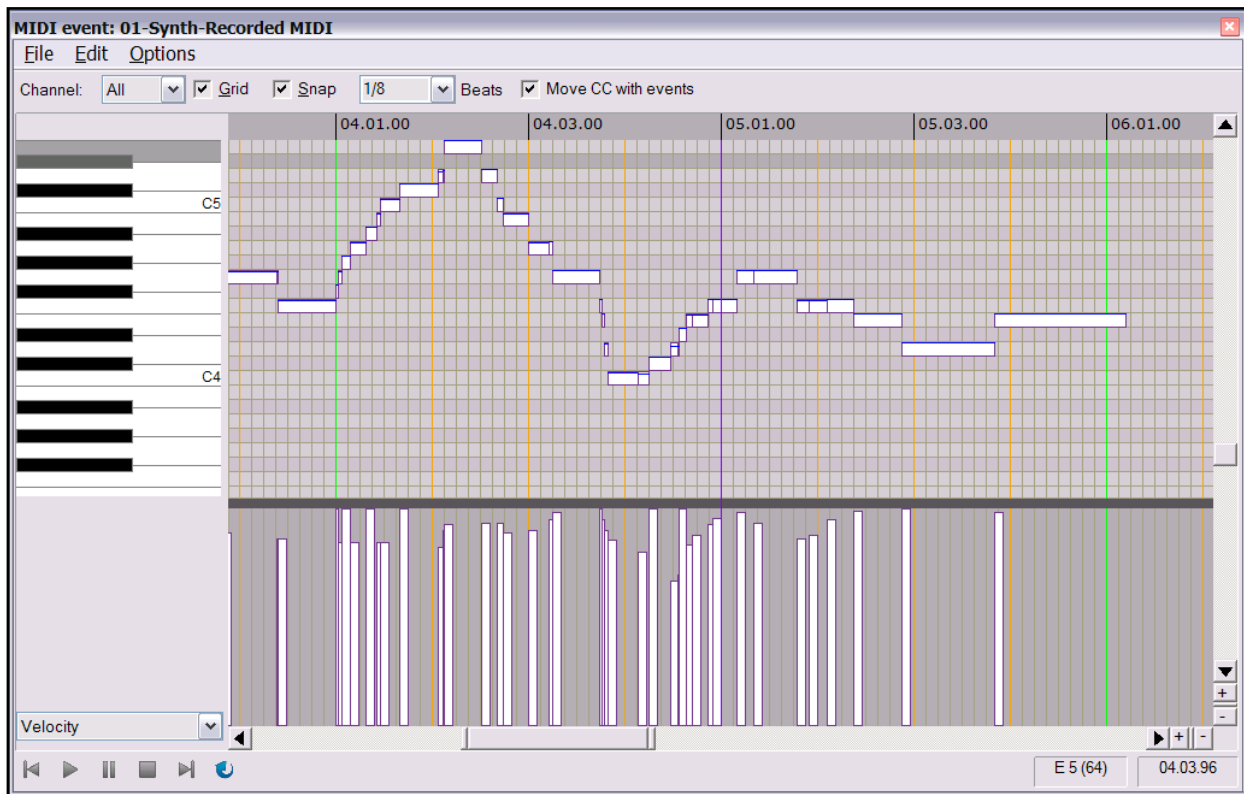 MIDI event: 01-Synth-Recorded MIDI
File Edit Options
Channel: All Grid Snap 1/8 Beats Move CC with events
04.01.00 04.03.00 05.01.00 05.03.00 06.01.00
C5
C4
Velocity
E 5 (64) 04.03.96